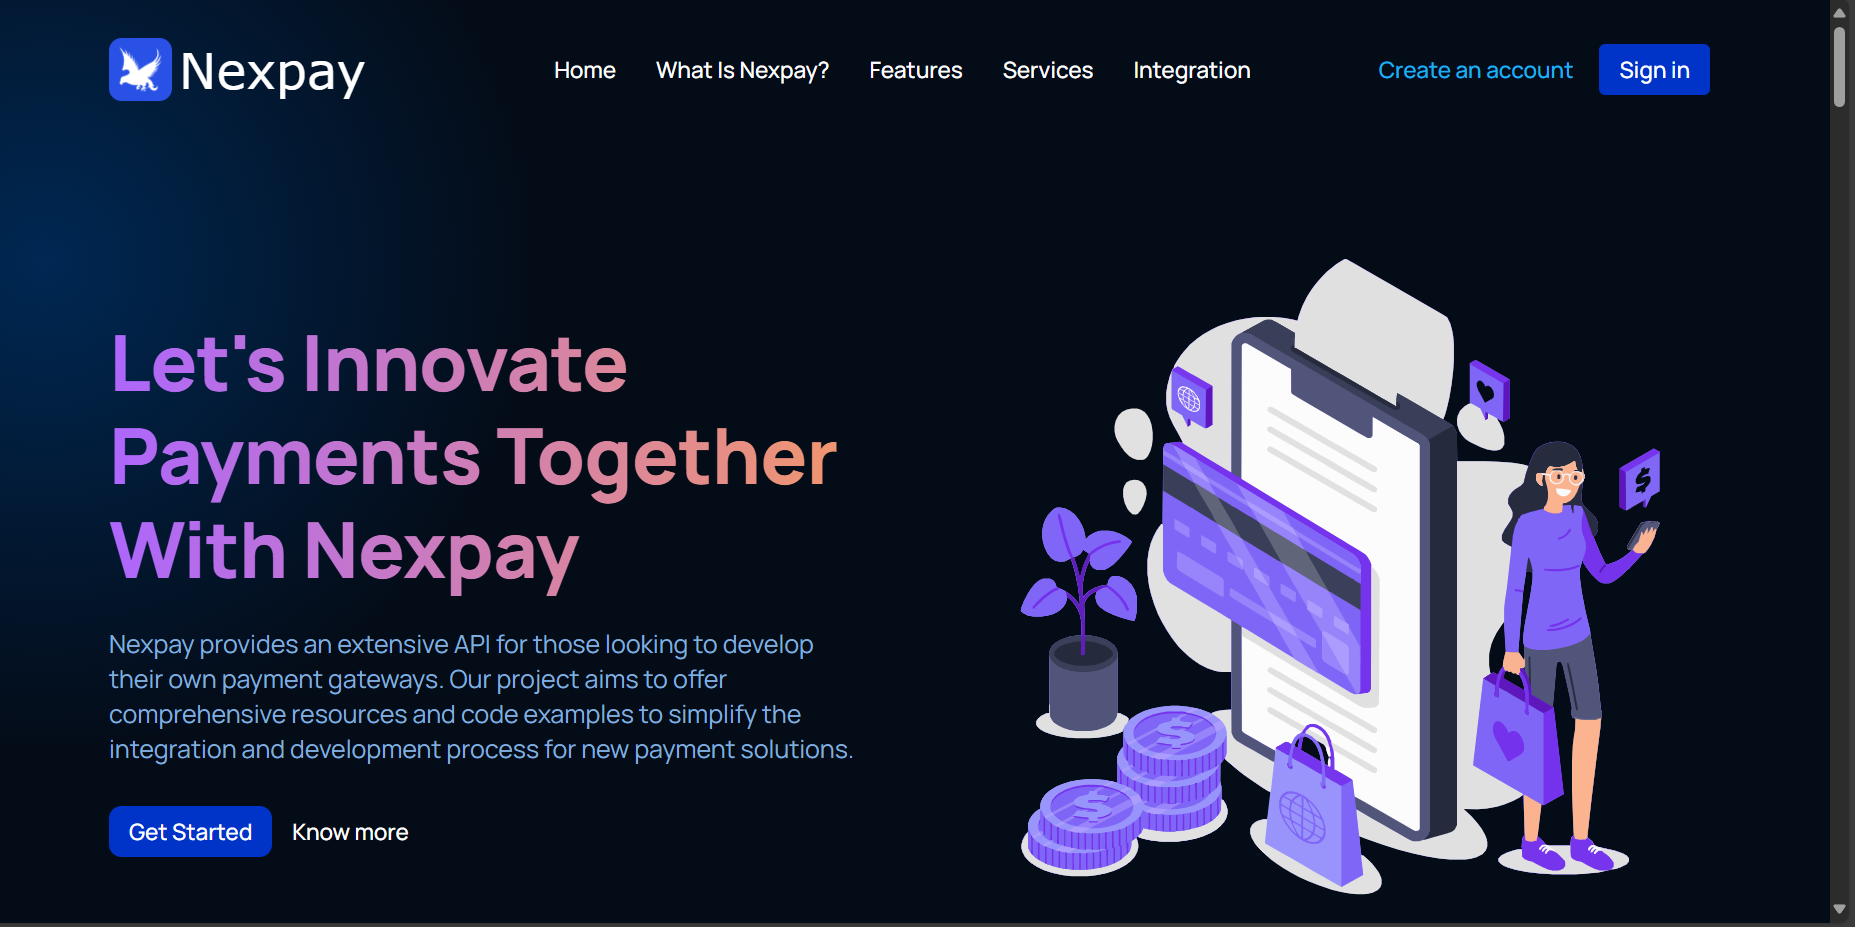 Nexpay
Home
What Is Nexpay?
Features
Services
Integration
Create an account
Sign in
Let's Innovate
Payments Together
With Nexpay
Nexpay provides an extensive API for those looking to develop
their own payment gateways. Our project aims to offer
comprehensive resources and code examples to simplify the
integration and development process for new payment solutions.
Get Started
Know more
$
$
$